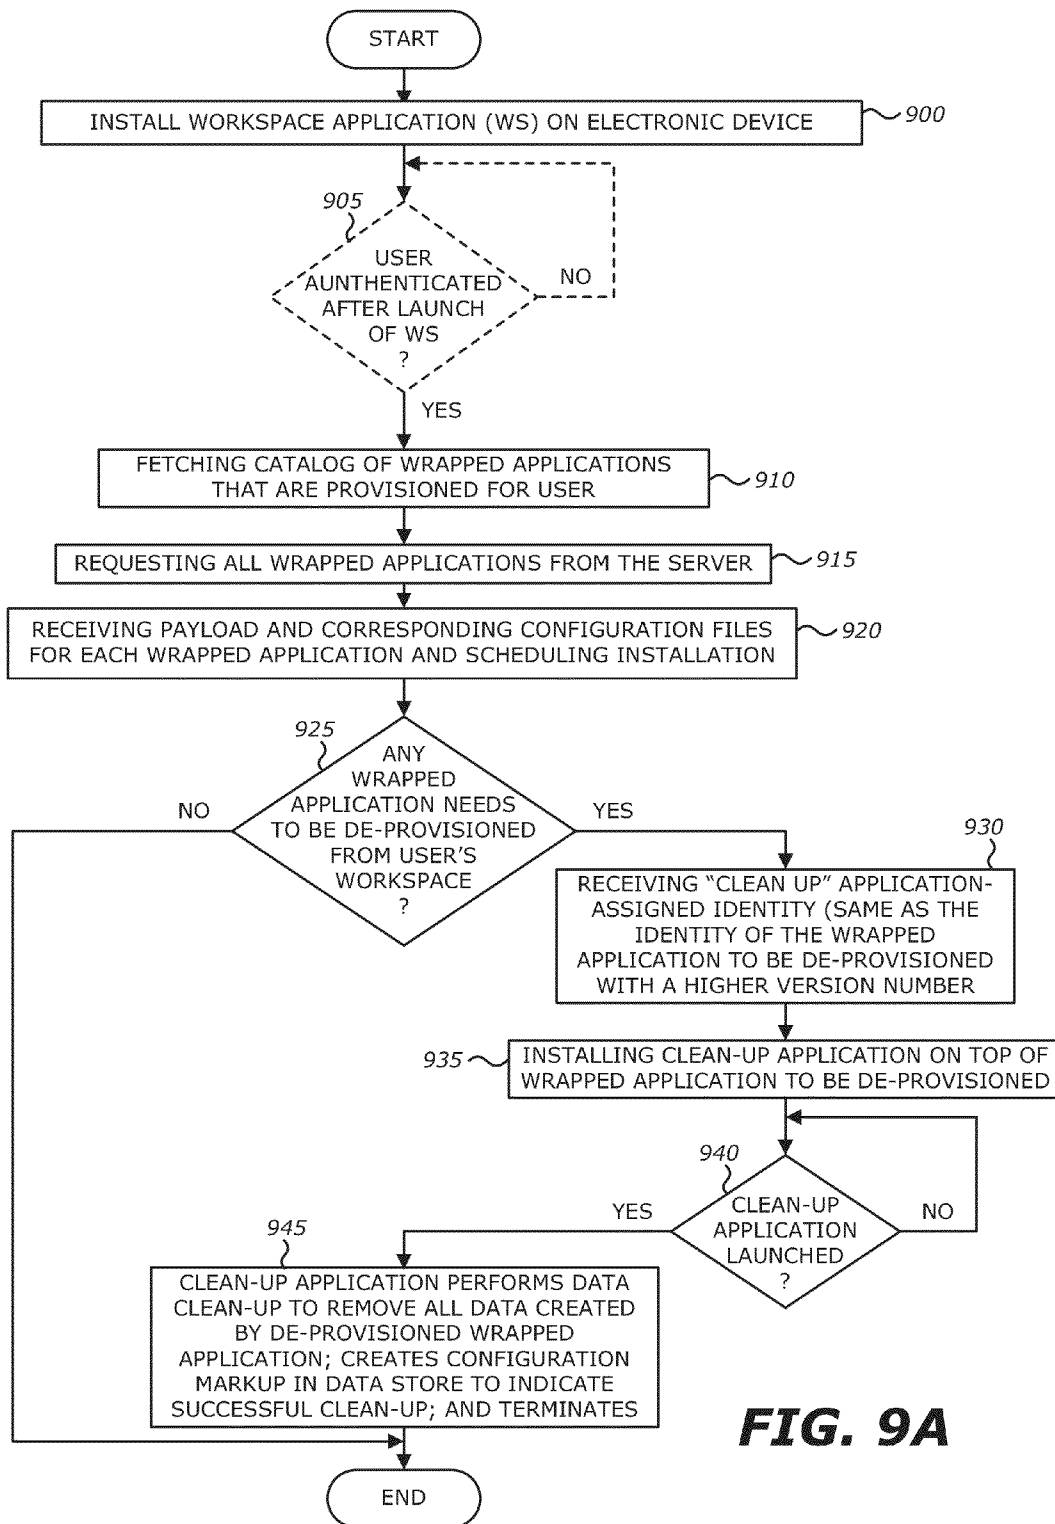 START
INSTALL WORKSPACE APPLICATION (WS) ON ELECTRONIC DEVICE
900
905
USER
AUNTHENTICATED
AFTER LAUNCH
OF WS
?
NO
YES
FETCHING CATALOG OF WRAPPED APPLICATIONS
THAT ARE PROVISIONED FOR USER
910
REQUESTING ALL WRAPPED APPLICATIONS FROM THE SERVER
915
RECEIVING PAYLOAD AND CORRESPONDING CONFIGURATION FILES
FOR EACH WRAPPED APPLICATION AND SCHEDULING INSTALLATION
920
925
ANY
WRAPPED
APPLICATION NEEDS
TO BE DE-PROVISIONED
FROM USER'S
WORKSPACE
?
NO
YES
930
RECEIVING “CLEAN UP” APPLICATION-
ASSIGNED IDENTITY (SAME AS THE
IDENTITY OF THE WRAPPED
APPLICATION TO BE DE-PROVISIONED
WITH A HIGHER VERSION NUMBER
935
INSTALLING CLEAN-UP APPLICATION ON TOP OF
WRAPPED APPLICATION TO BE DE-PROVISIONED
940
CLEAN-UP
APPLICATION
LAUNCHED
?
YES
NO
945
CLEAN-UP APPLICATION PERFORMS DATA
CLEAN-UP TO REMOVE ALL DATA CREATED
BY DE-PROVISIONED WRAPPED
APPLICATION; CREATES CONFIGURATION
MARKUP IN DATA STORE TO INDICATE
SUCCESSFUL CLEAN-UP; AND TERMINATES
FIG. 9A
END